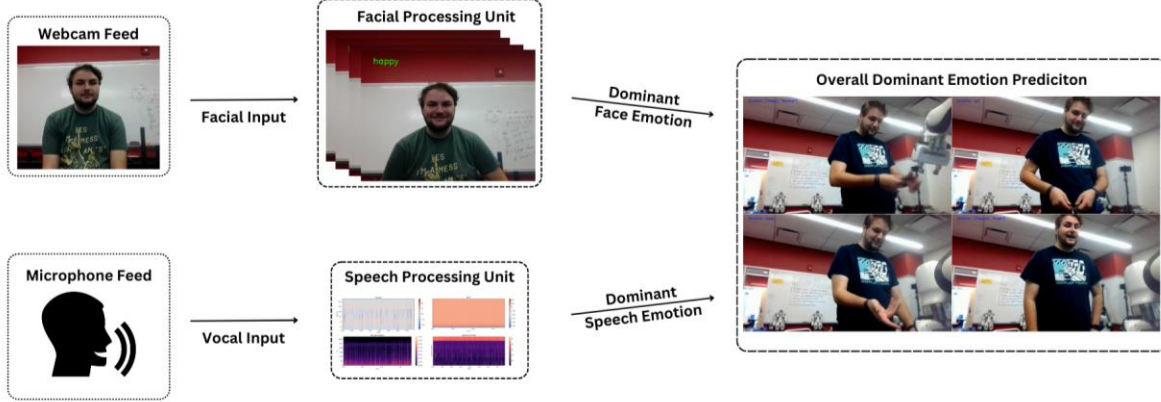 Webcam Feed
Facial Input
Facial Processing Unit
happy
Dominant
Face Emotion
Overall Dominant Emotion Prediciton
Microphone Feed
Vocal Input
Speech Processing Unit
Dominant
Speech Emotion